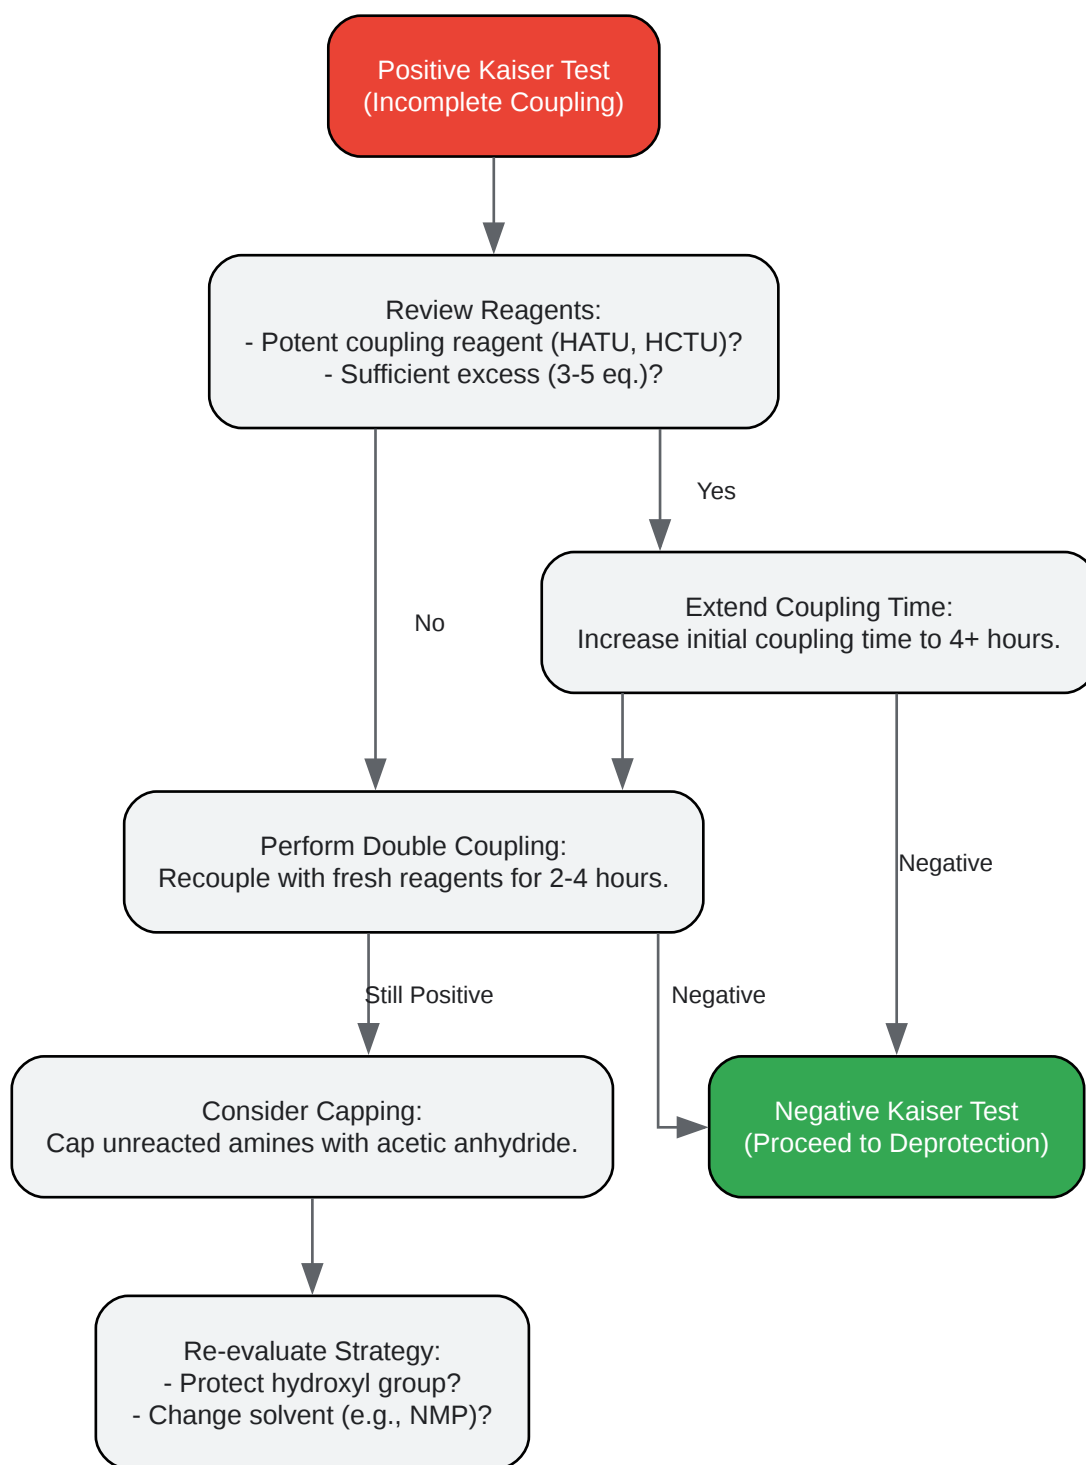 Positive Kaiser Test
(Incomplete Coupling)
Review Reagents:
- Potent coupling reagent (HATU, HCTU)?
- Sufficient excess (3-5 eq.)?
Yes
No
Extend Coupling Time:
Increase initial coupling time to 4+ hours.
Perform Double Coupling:
Recouple with fresh reagents for 2-4 hours.
Negative
Still Positive
Negative
Consider Capping:
Cap unreacted amines with acetic anhydride.
Negative Kaiser Test
(Proceed to Deprotection)
Re-evaluate Strategy:
- Protect hydroxyl group?
- Change solvent (e.g., NMP)?